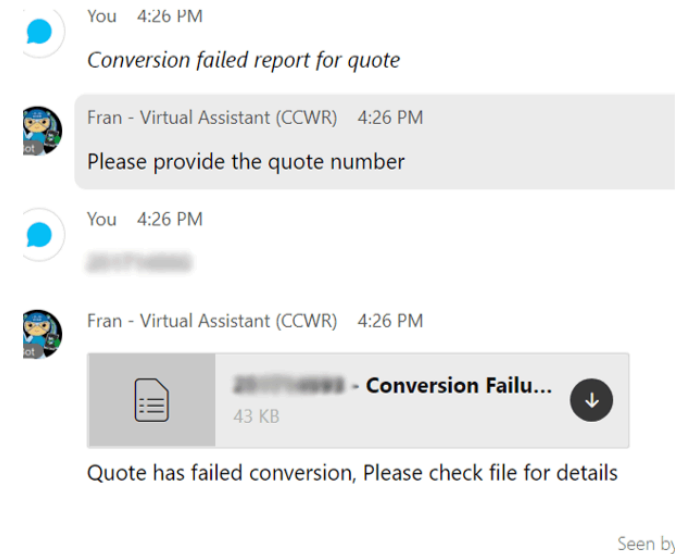 You 4:26 PM
Conversion failed report for quote
Fran - Virtual Assistant (CCWR) 4:26 PM
Please provide the quote number
You 4:26 PM
Fran - Virtual Assistant (CCWR) 4:26 PM
- Conversion Failu...
43 KB
Quote has failed conversion, Please check file for details
Seen by